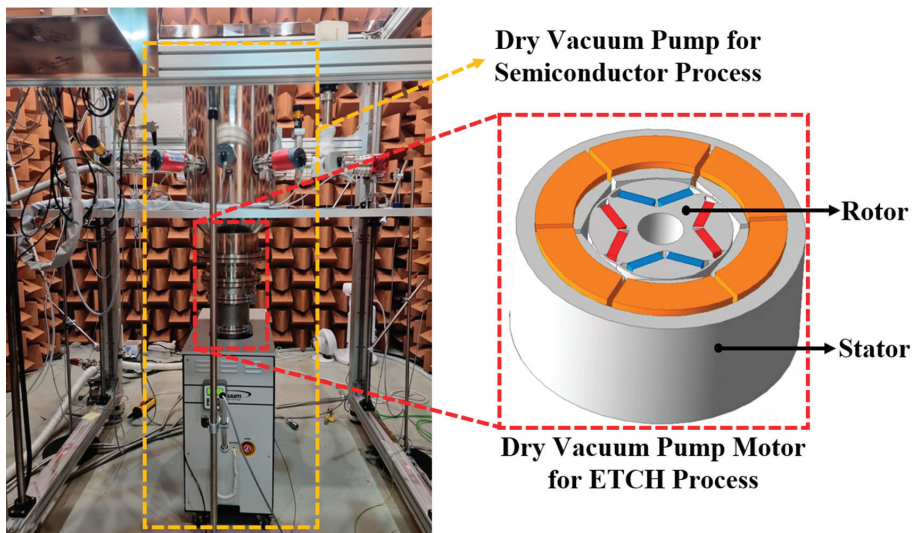 Dry Vacuum Pump for
Semiconductor Process
Rotor
Stator
Dry Vacuum Pump Motor
for ETCH Process